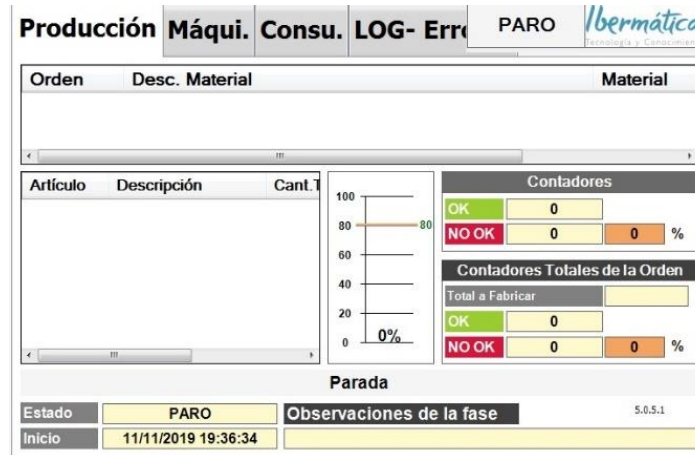 Producción Máqui. Consu. LOG- Erro PARO Ibermática
Tecnología y Conocimien
Orden Desc. Material Material
Artículo Descripción Cant.T
100
80 80
60
40
20
0 0%
Contadores
OK 0
NO OK 0 0 %
Contadores Totales de la Orden
Total a Fabricar
OK 0
NO OK 0 0 %
Parada
Estado PARO Observaciones de la fase 5.0.5.1
Inicio 11/11/2019 19:36:34